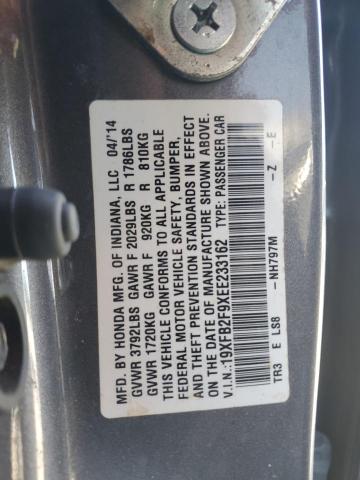 MFD. BY HONDA OF INDIANA, LLC 04/14
GVWR 3792LBS GAWR F 2029LBS R 1786LBS
GVWR 1720KG GAWR F 920KG R 810KG
THIS VEHICLE CONFORMS TO ALL APPLICABLE
FEDERAL MOTOR VEHICLE SAFETY, BUMPER,
AND THEFT PREVENTION STANDARDS IN EFFECT
ON THE DATE OF MANUFACTURE SHOWN ABOVE.
V.I.N.:19XFB2F9XEE233162 TYPE: PASSENGER CAR
TR3 E LS8 - NH797M - Z - E